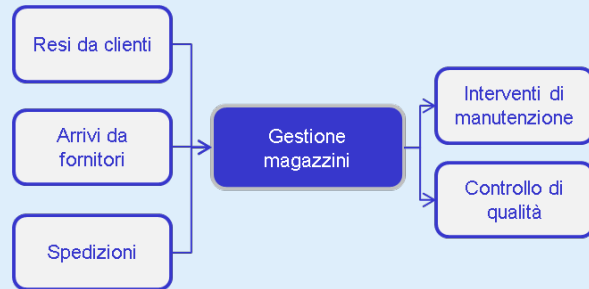 Resi da clienti
Arrivi da
fornitori
Spedizioni
Gestione
magazzini
Interventi di
manutenzione
Controllo di
qualità